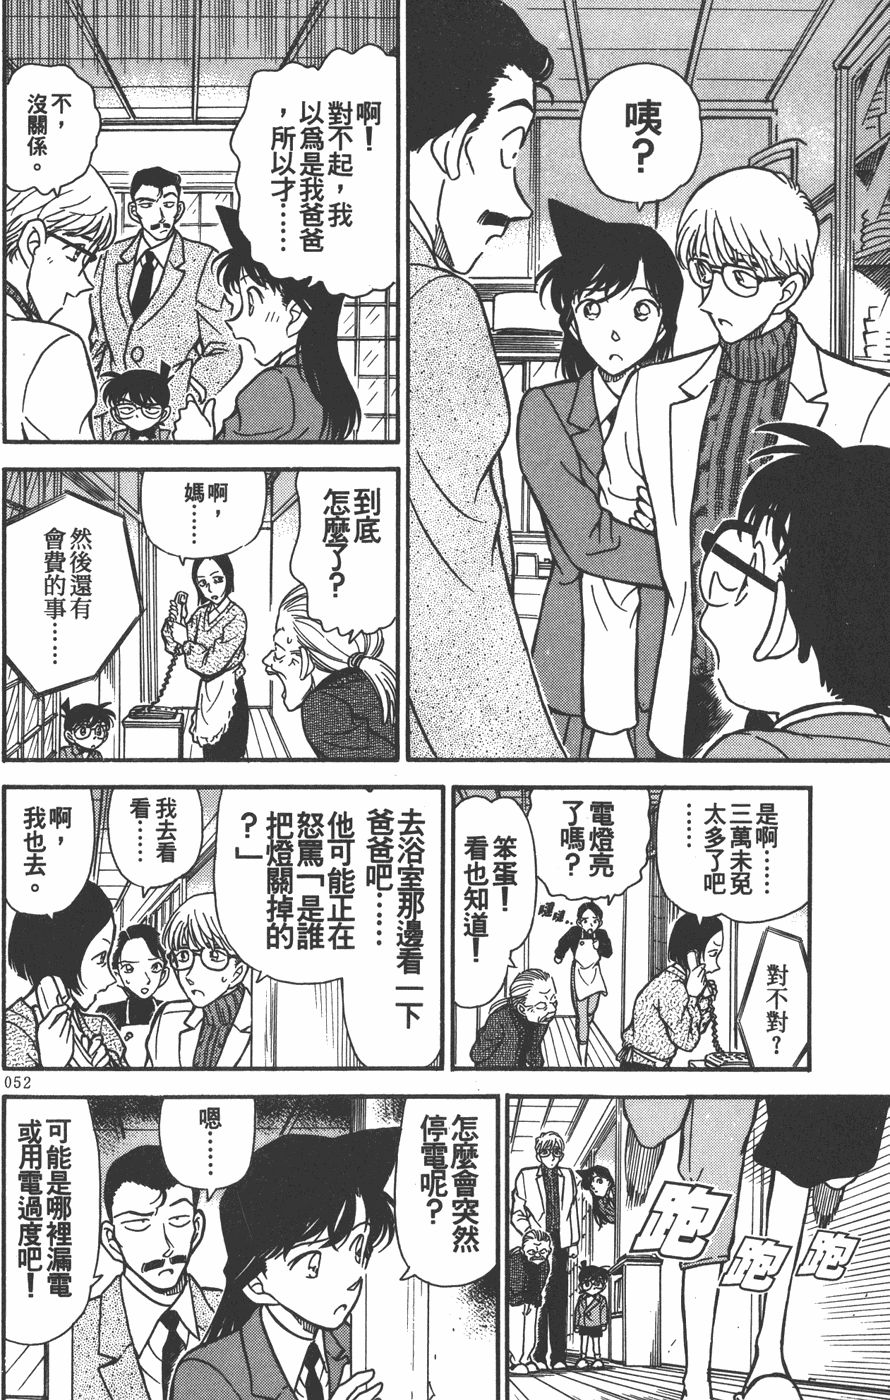 咦？
啊！
對不起，我
以為是我爸爸
，所以才……
不，
沒關係。
到底
怎麼了？
啊，
媽……
然後還有
會費的事……
是啊……
三萬未免
太多了吧
……
對不對？
電燈亮
了嗎？
笨蛋！
看也知道！
去浴室那邊看一下
爸爸吧……
他可能正在
怒罵「是誰
把燈關掉的
？」
我去看
看……
啊，
我也去。
052
跑
跑
跑
怎麼會突然
停電呢？
嗯……
可能是哪裡漏電
或用電過度吧！